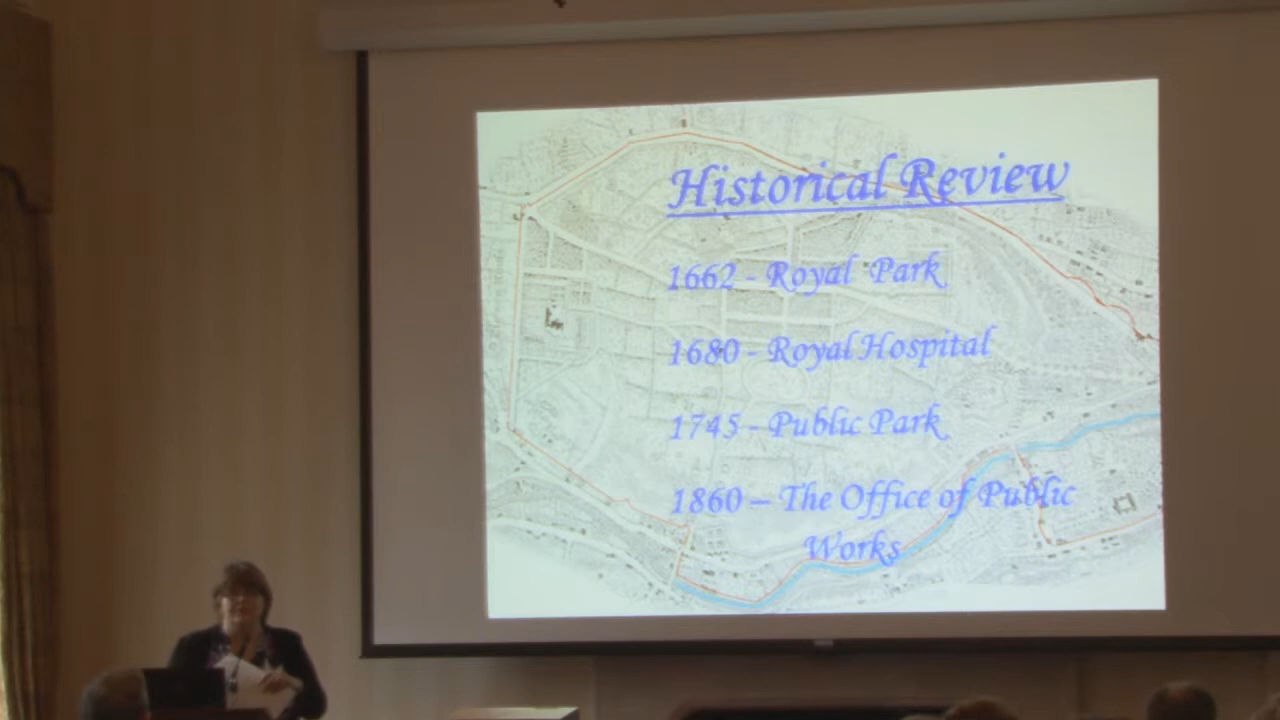 Historical Review
1662 - Royal Park
1680 - Royal Hospital
1745 - Public Park
1860 – The Office of Public
Works